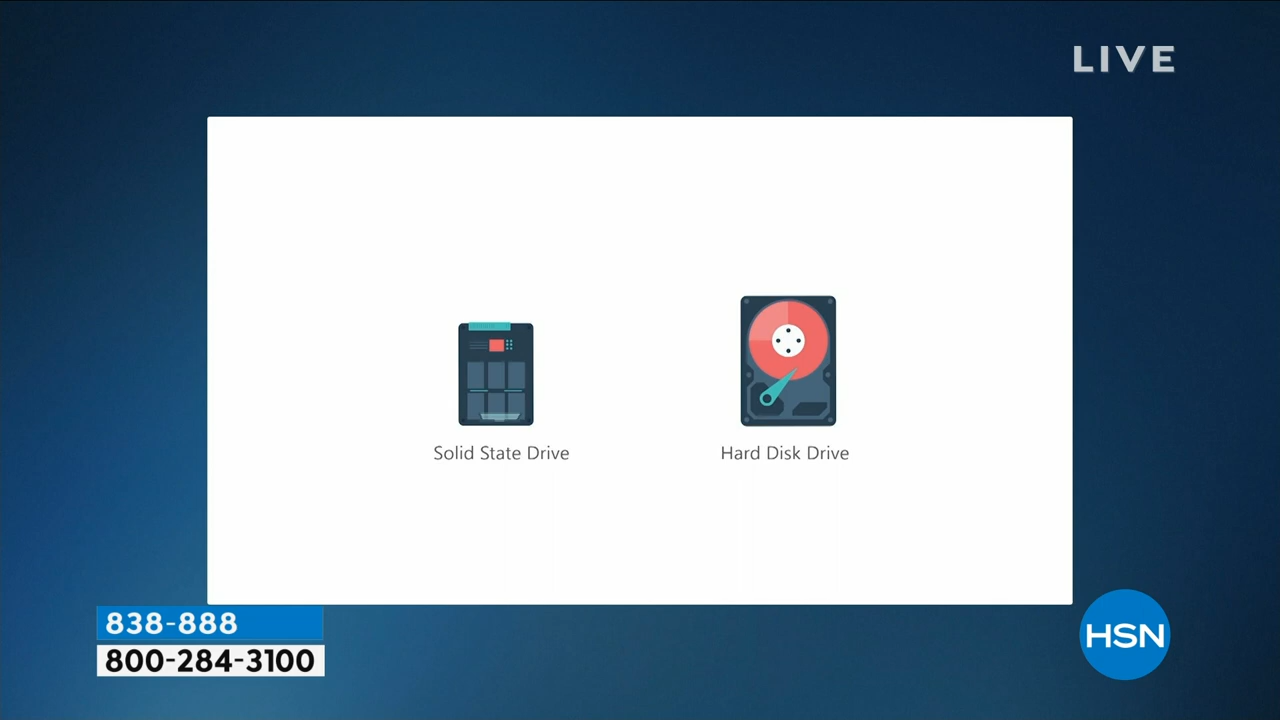 LIVE
Solid State Drive
Hard Disk Drive
838-888
800-284-3100
HSN